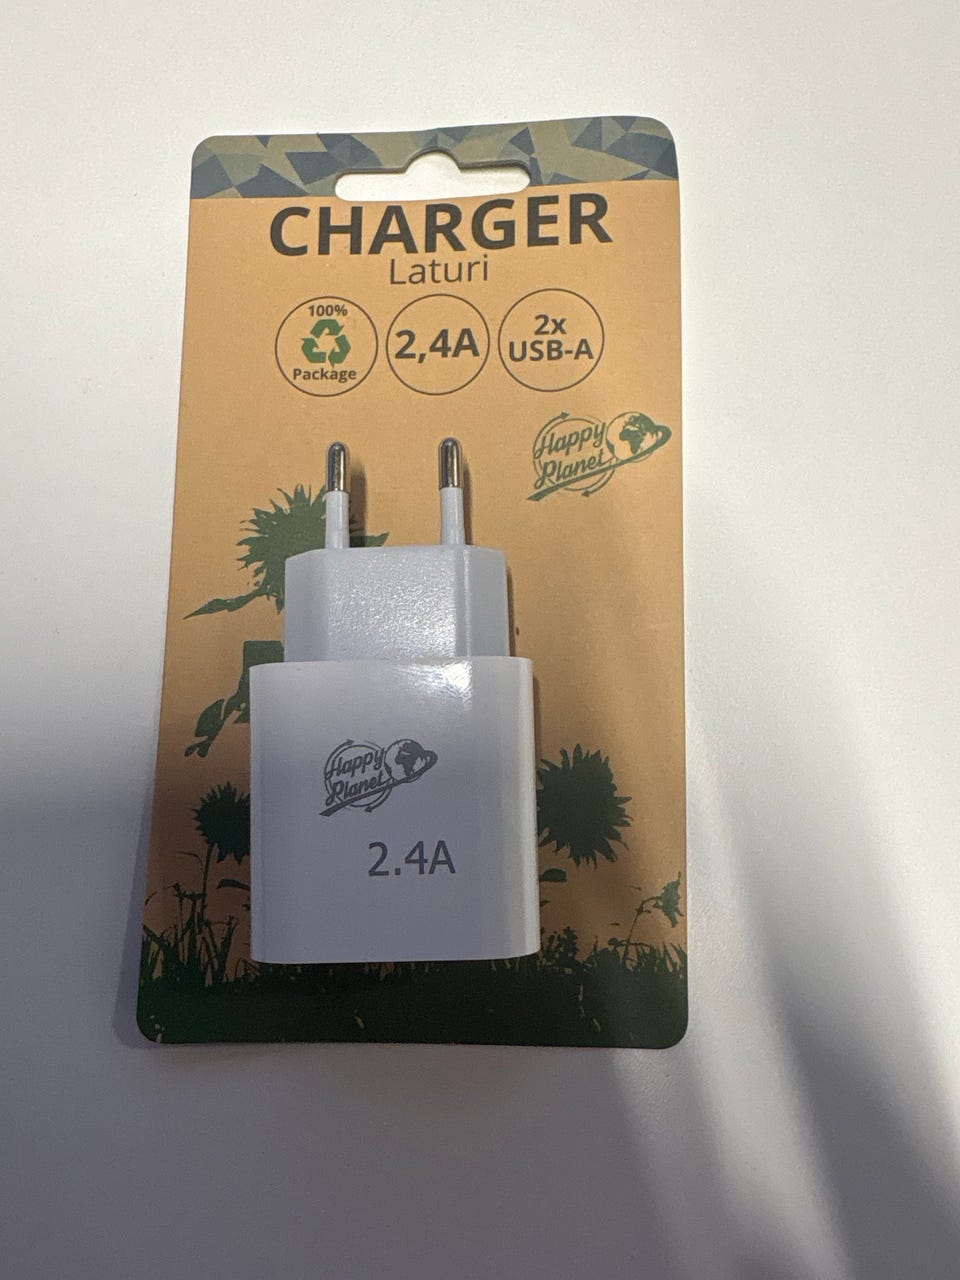 CHARGER
Laturi
100%
Package
2,4A
2x
USB-A
Happy
Planet
Happy
Planet
2.4A